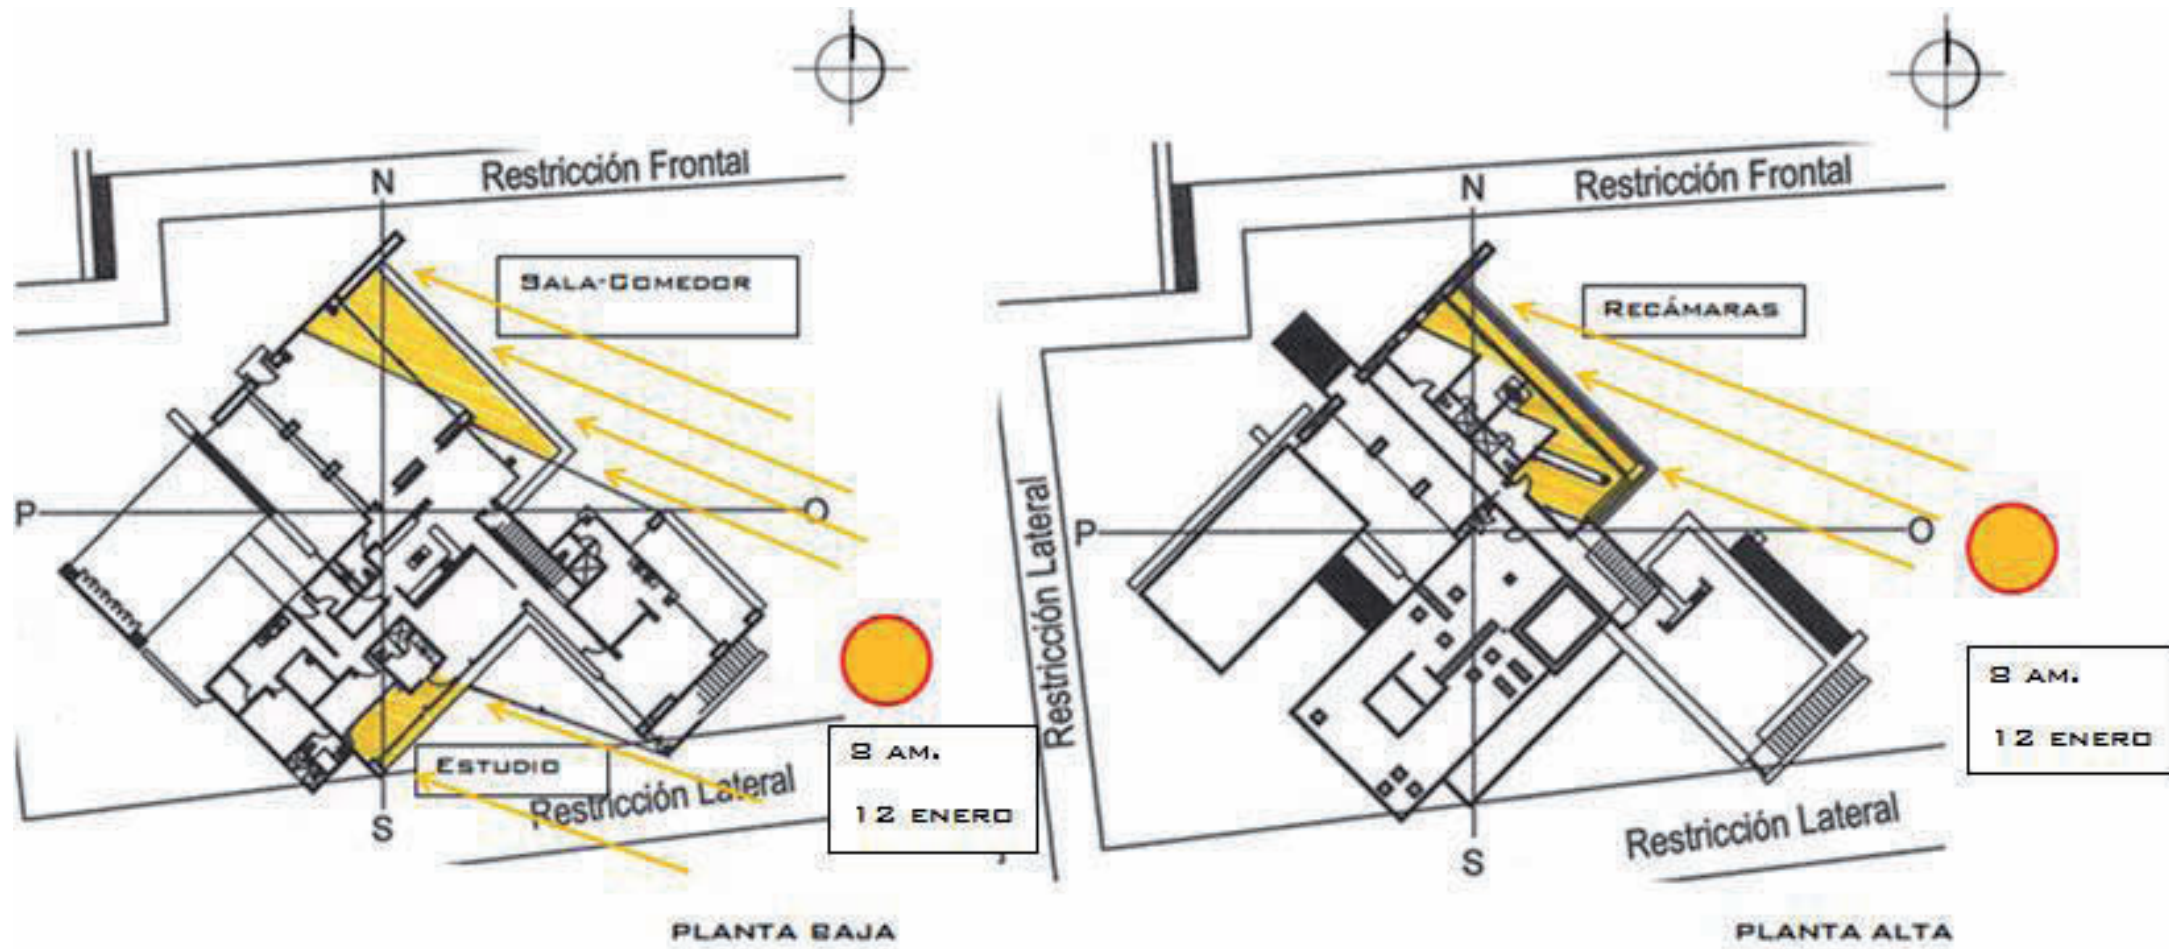 N
Restricción Frontal
SALA-COMEDOR
P
O
ESTUDIO
Restricción Lateral
S
8 AM.
12 ENERO
PLANTA BAJA
N
Restricción Frontal
RECÁMARAS
Restricción Lateral
P
O
8 AM.
12 ENERO
Restricción Lateral
S
PLANTA ALTA